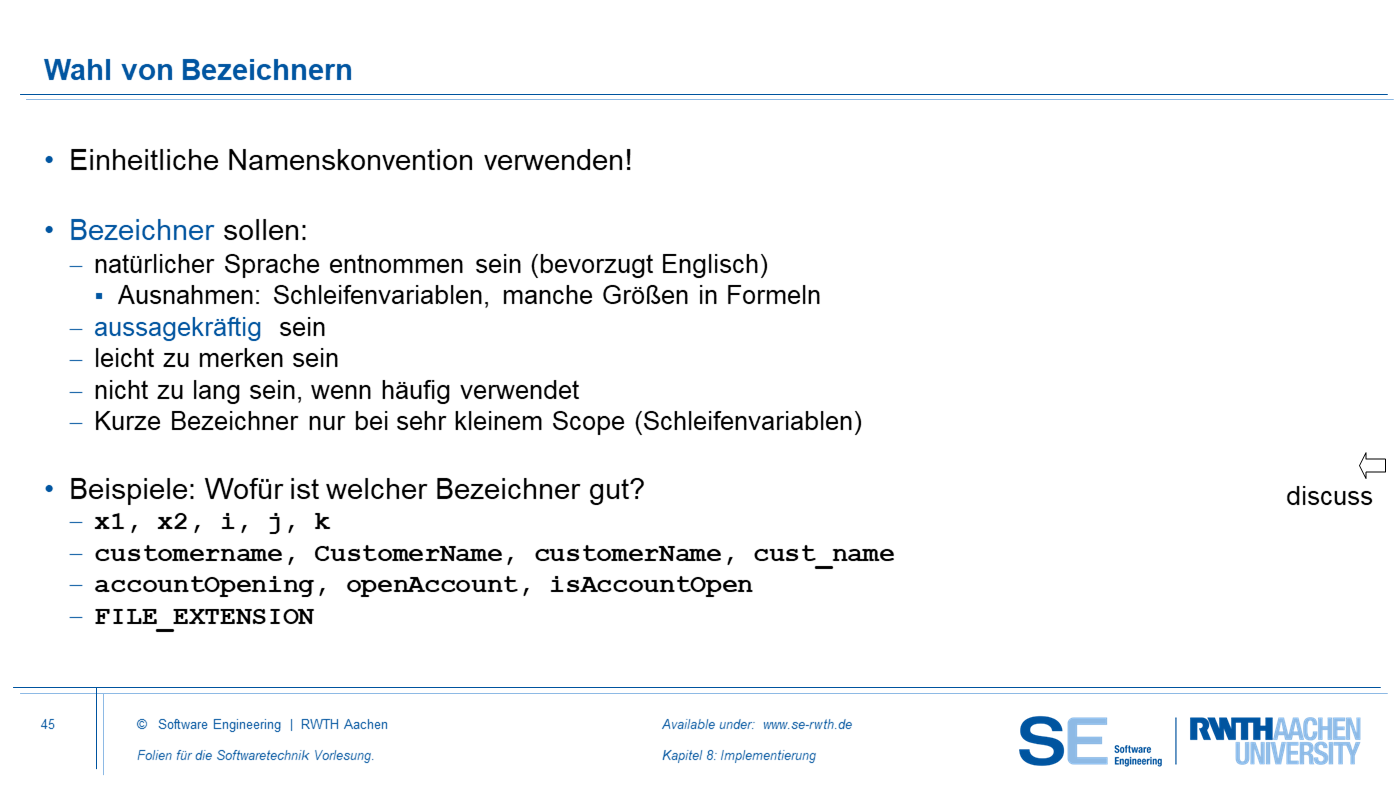 Wahl von Bezeichnern
• Einheitliche Namenskonvention verwenden!
• Bezeichner sollen:
– natürlicher Sprache entnommen sein (bevorzugt Englisch)
▪ Ausnahmen: Schleifenvariablen, manche Größen in Formeln
– aussagekräftig sein
– leicht zu merken sein
– nicht zu lang sein, wenn häufig verwendet
– Kurze Bezeichner nur bei sehr kleinem Scope (Schleifenvariablen)
• Beispiele: Wofür ist welcher Bezeichner gut?
discuss
– x1, x2, i, j, k
– customername, CustomerName, customerName, cust_name
– accountOpening, openAccount, isAccountOpen
– FILE_EXTENSION
45
© Software Engineering | RWTH Aachen
Folien für die Softwaretechnik Vorlesung.
Available under: www.se-rwth.de
Kapitel 8: Implementierung
SE Software
Engineering
RWTHAACHEN
UNIVERSITY